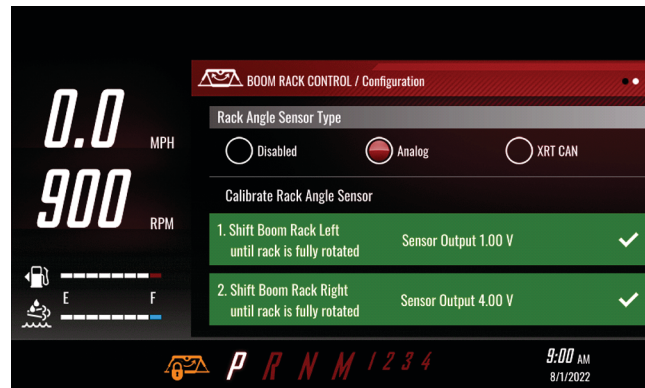 BOOM RACK CONTROL / Configuration
Rack Angle Sensor Type
Disabled
Analog
XRT CAN
0.0 MPH
Calibrate Rack Angle Sensor
900 RPM
1. Shift Boom Rack Left
until rack is fully rotated
Sensor Output 1.00 V
2. Shift Boom Rack Right
until rack is fully rotated
Sensor Output 4.00 V
E F
P R N M 1 2 3 4
9:00 AM
8/1/2022